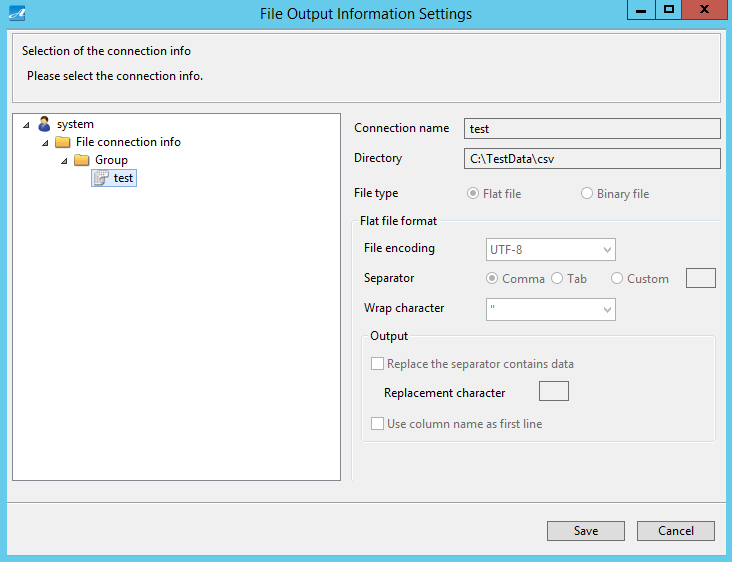 File Output Information Settings
Selection of the connection info
Please select the connection info.
system
File connection info
Group
test
Connection name test
Directory C:\TestData\csv
File type Flat file Binary file
Flat file format
File encoding UTF-8
Separator Comma Tab Custom
Wrap character "
Output
Replace the separator contains data
Replacement character
Use column name as first line
Save Cancel